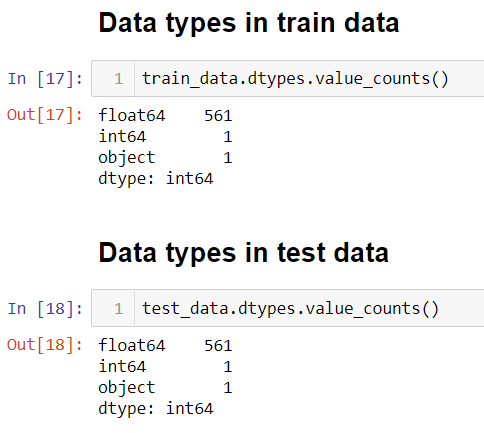 Data types in train data
In [17]: 1 train_data.dtypes.value_counts()
Out[17]: float64    561
int64        1
object       1
dtype: int64
Data types in test data
In [18]: 1 test_data.dtypes.value_counts()
Out[18]: float64    561
int64        1
object       1
dtype: int64